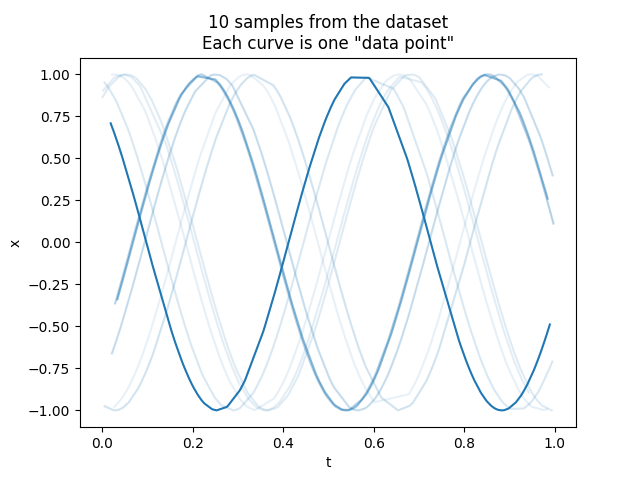 10 samples from the dataset
Each curve is one "data point"
1.00
0.75
0.50
0.25
0.00
−0.25
−0.50
−0.75
−1.00
x
0.0 0.2 0.4 0.6 0.8 1.0
t